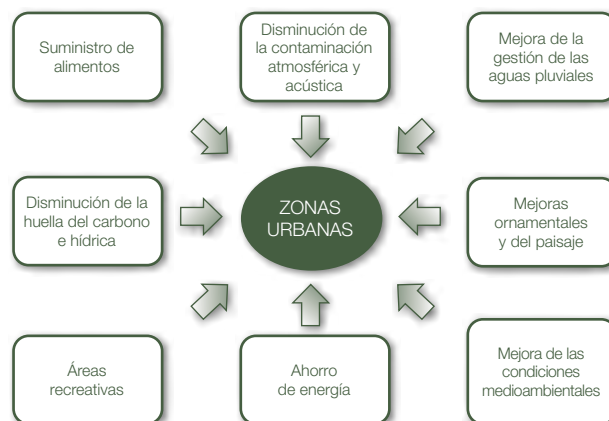 Suministro de
alimentos
Disminución de
la contaminación
atmosférica y
acústica
Mejora de la
gestión de las
aguas pluviales
Disminución de la
huella del carbono
e hídrica
ZONAS
URBANAS
Mejoras
ornamentales
y del paisaje
Áreas
recreativas
Ahorro
de energía
Mejora de las
condiciones
medioambientales